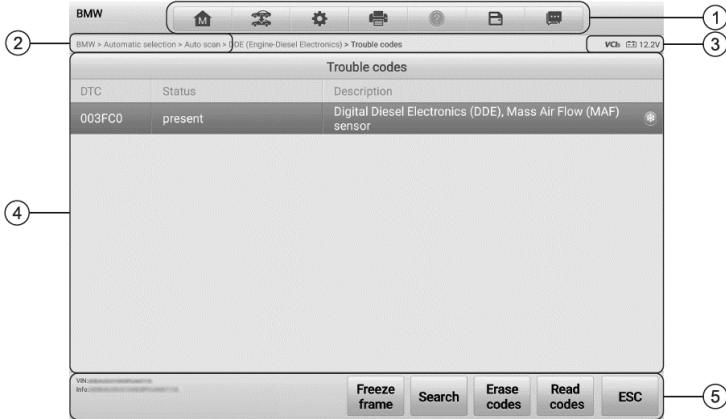 BMW
M
?
1
2
BMW > Automatic selection > Auto scan > DDE (Engine-Diesel Electronics) > Trouble codes
VCI 12.2V
3
Trouble codes
DTC Status Description
003FC0 present Digital Diesel Electronics (DDE), Mass Air Flow (MAF)
sensor
4
VIN:
Info:
Freeze
frame
Search
Erase
codes
Read
codes
ESC
5